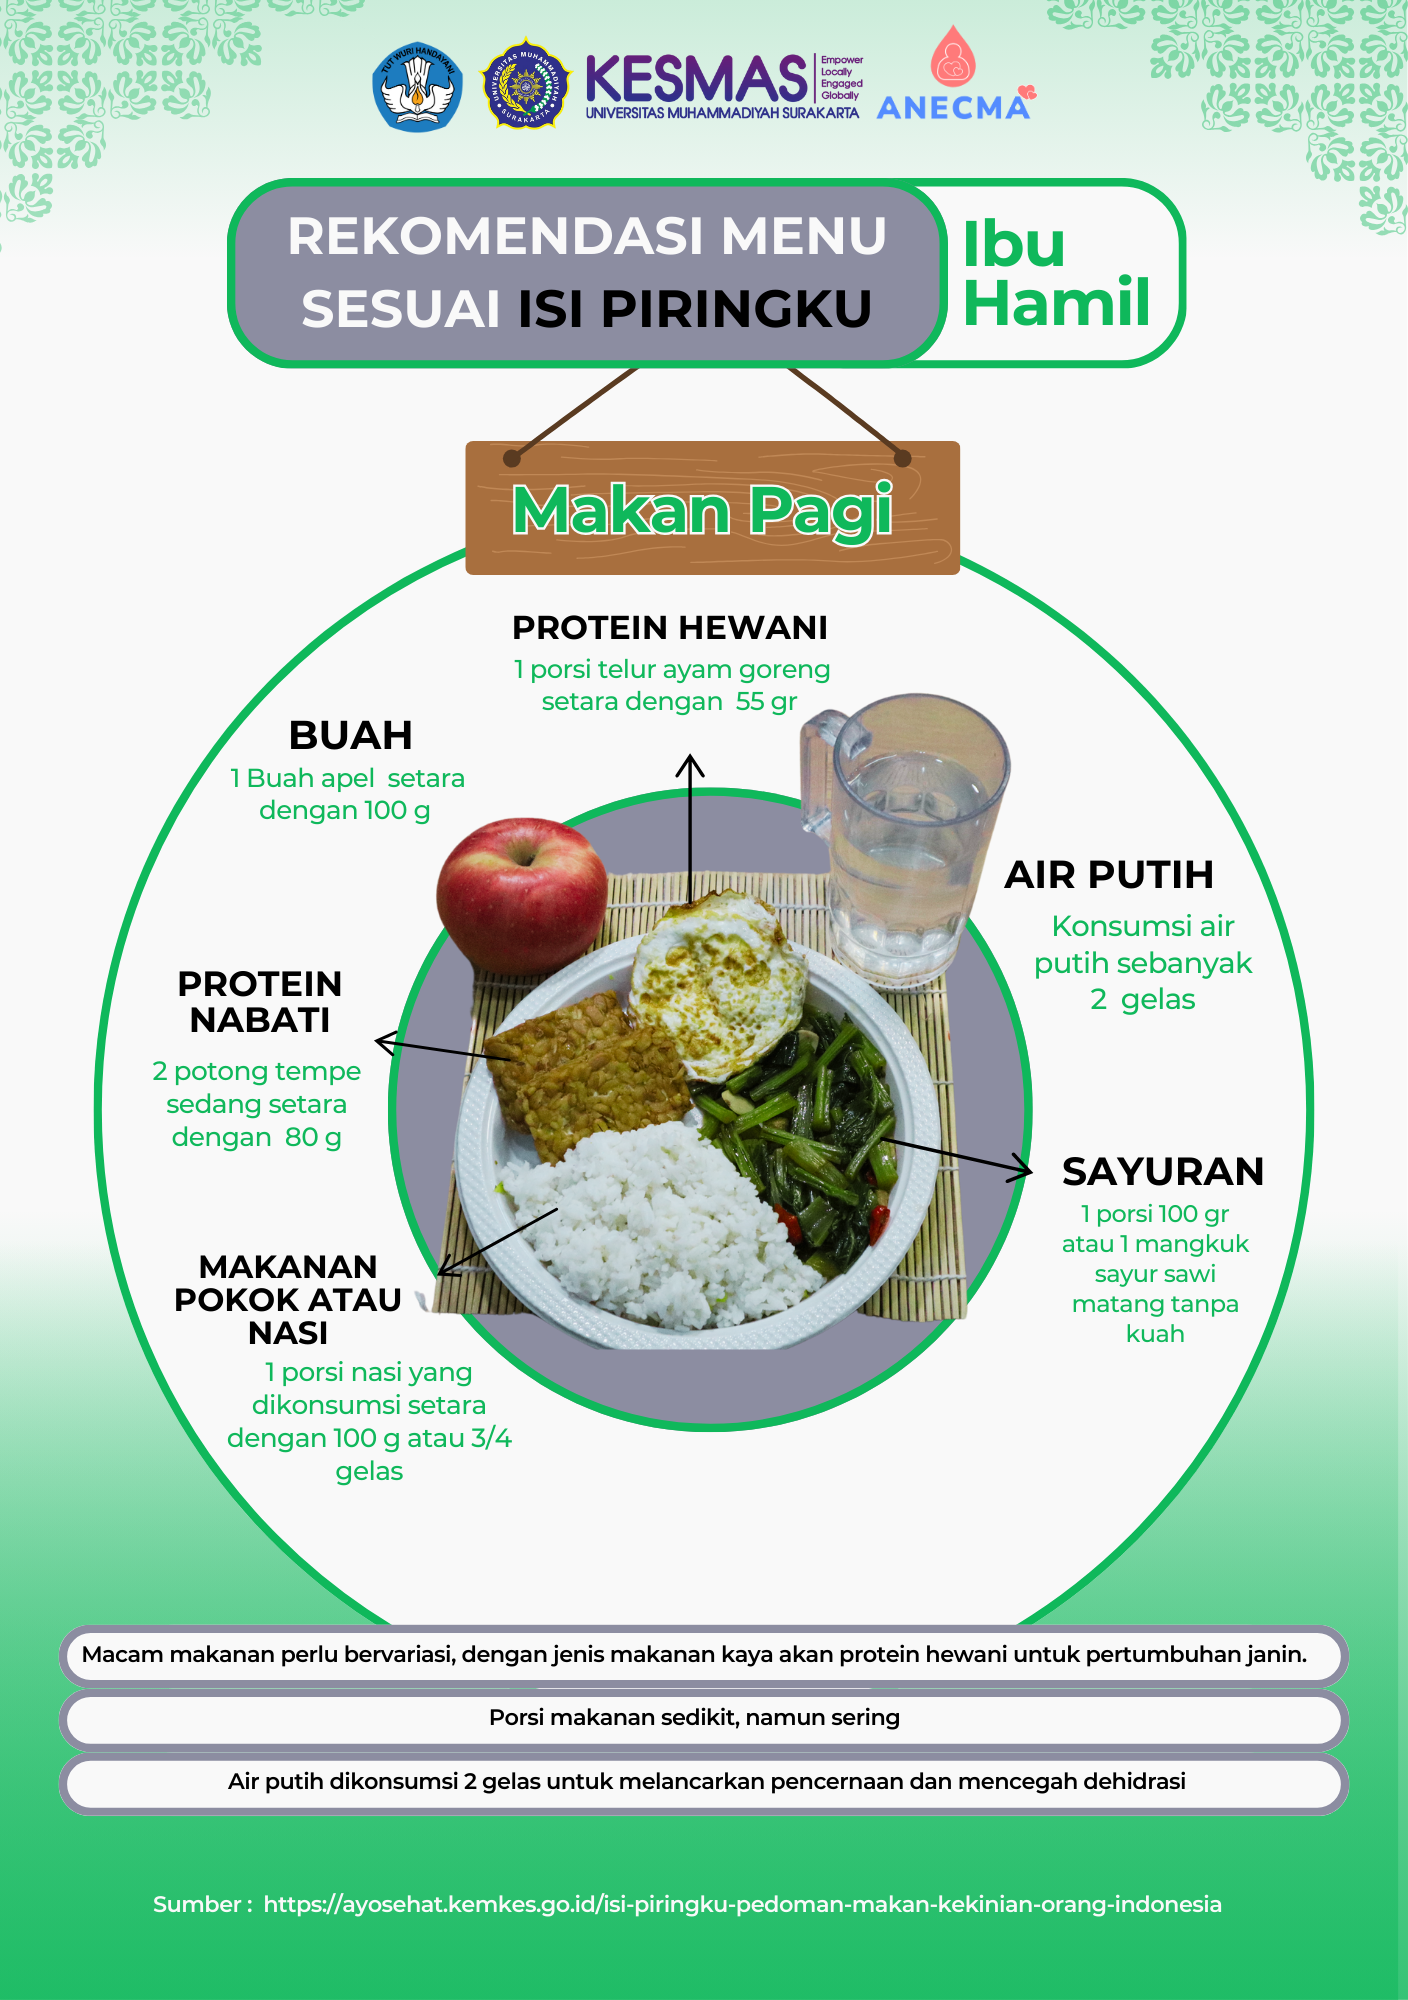 TUT WURI HANDAYANI
UNIVERSITAS MUHAMMADIYAH
SURAKARTA
KESMAS
Empower
Locally
Engaged
Globally
UNIVERSITAS MUHAMMADIYAH SURAKARTA
ANECMA
REKOMENDASI MENU
SESUAI ISI PIRINGKU
Ibu
Hamil
Makan Pagi
PROTEIN HEWANI
1 porsi telur ayam goreng
setara dengan 55 gr
BUAH
1 Buah apel setara
dengan 100 g
AIR PUTIH
Konsumsi air
putih sebanyak
2 gelas
PROTEIN
NABATI
2 potong tempe
sedang setara
dengan 80 g
SAYURAN
1 porsi 100 gr
atau 1 mangkuk
sayur sawi
matang tanpa
kuah
MAKANAN
POKOK ATAU
NASI
1 porsi nasi yang
dikonsumsi setara
dengan 100 g atau 3/4
gelas
Macam makanan perlu bervariasi, dengan jenis makanan kaya akan protein hewani untuk pertumbuhan janin.
Porsi makanan sedikit, namun sering
Air putih dikonsumsi 2 gelas untuk melancarkan pencernaan dan mencegah dehidrasi
Sumber : https://ayosehat.kemkes.go.id/isi-piringku-pedoman-makan-kekinian-orang-indonesia